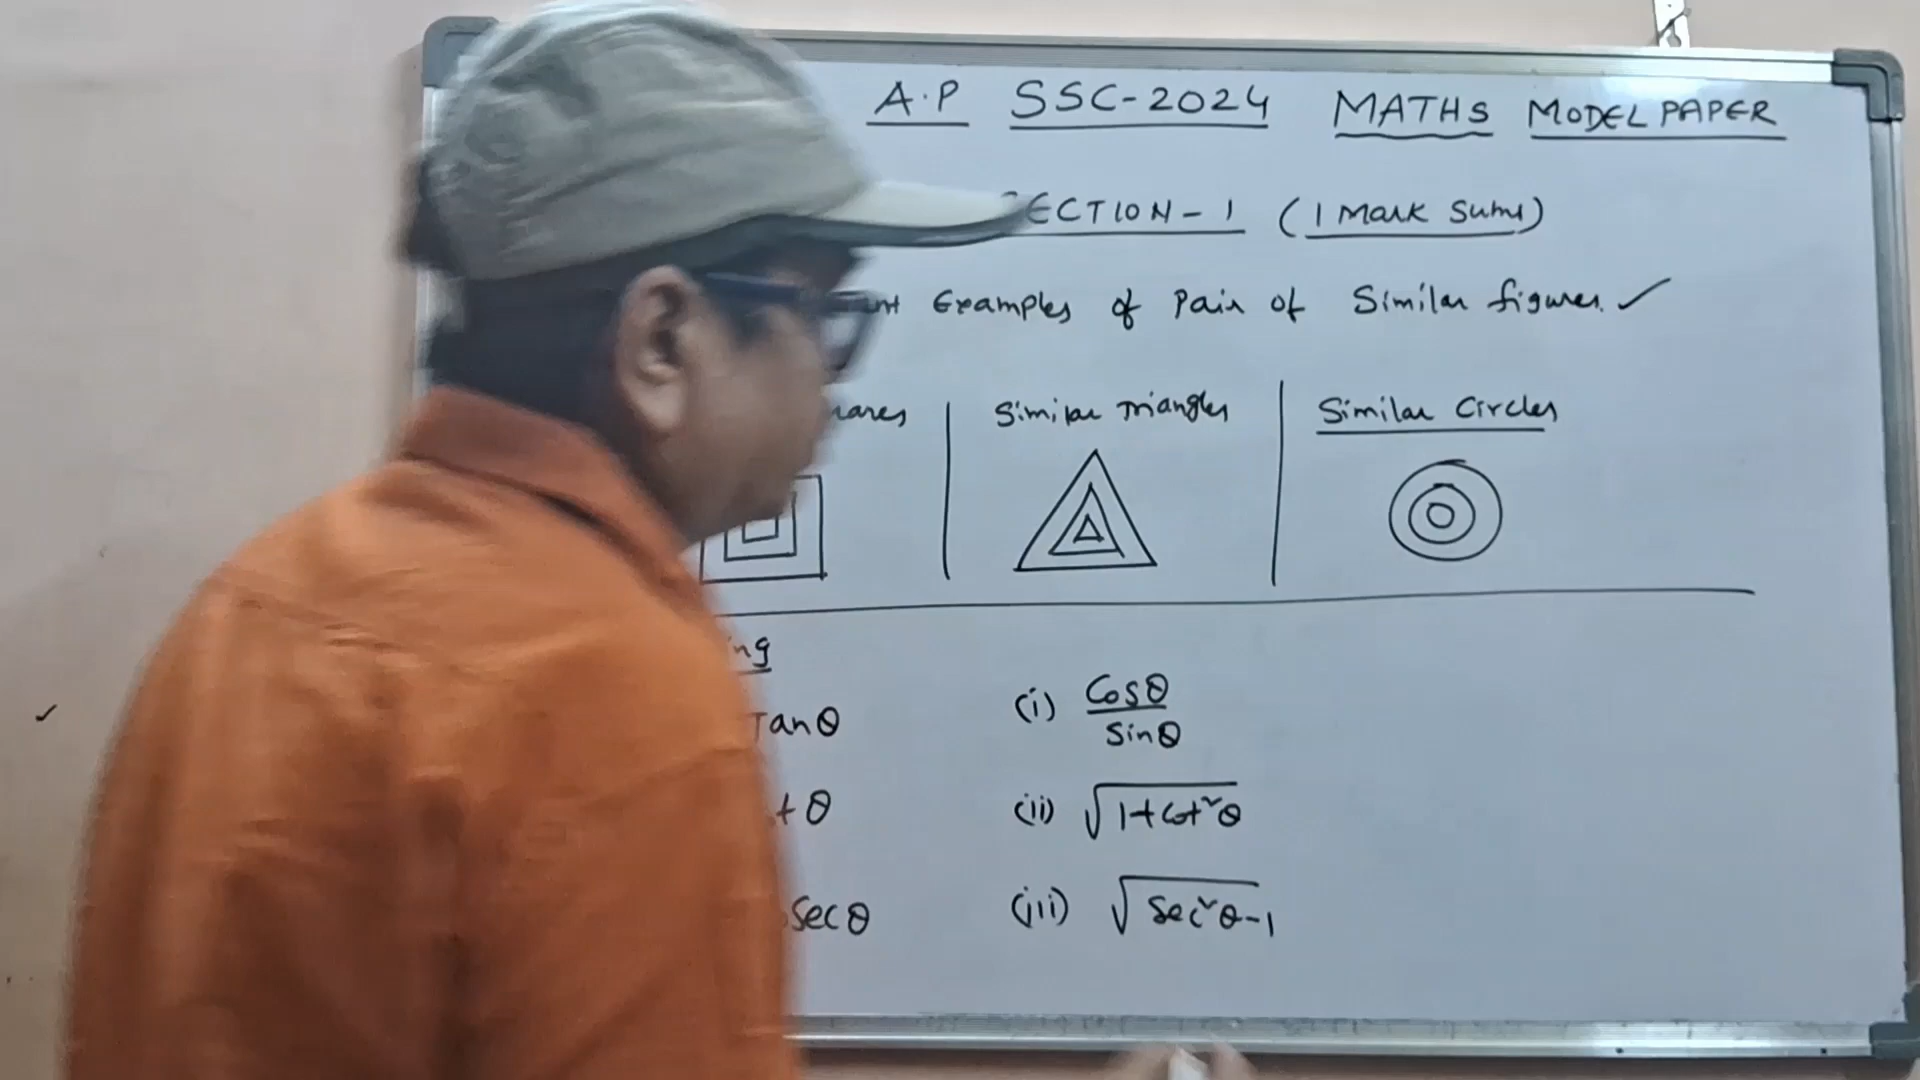 A.P SSC-2024 MATHS MODEL PAPER
SECTION-1 (1 Mark Sums)
Examples of Pair of Similar figures. ✓
Similar Triangles Similar Circles
Tanθ (i) Cosθ/Sinθ
θ (ii) √1+Cot²θ
Secθ (iii) √Sec²θ-1